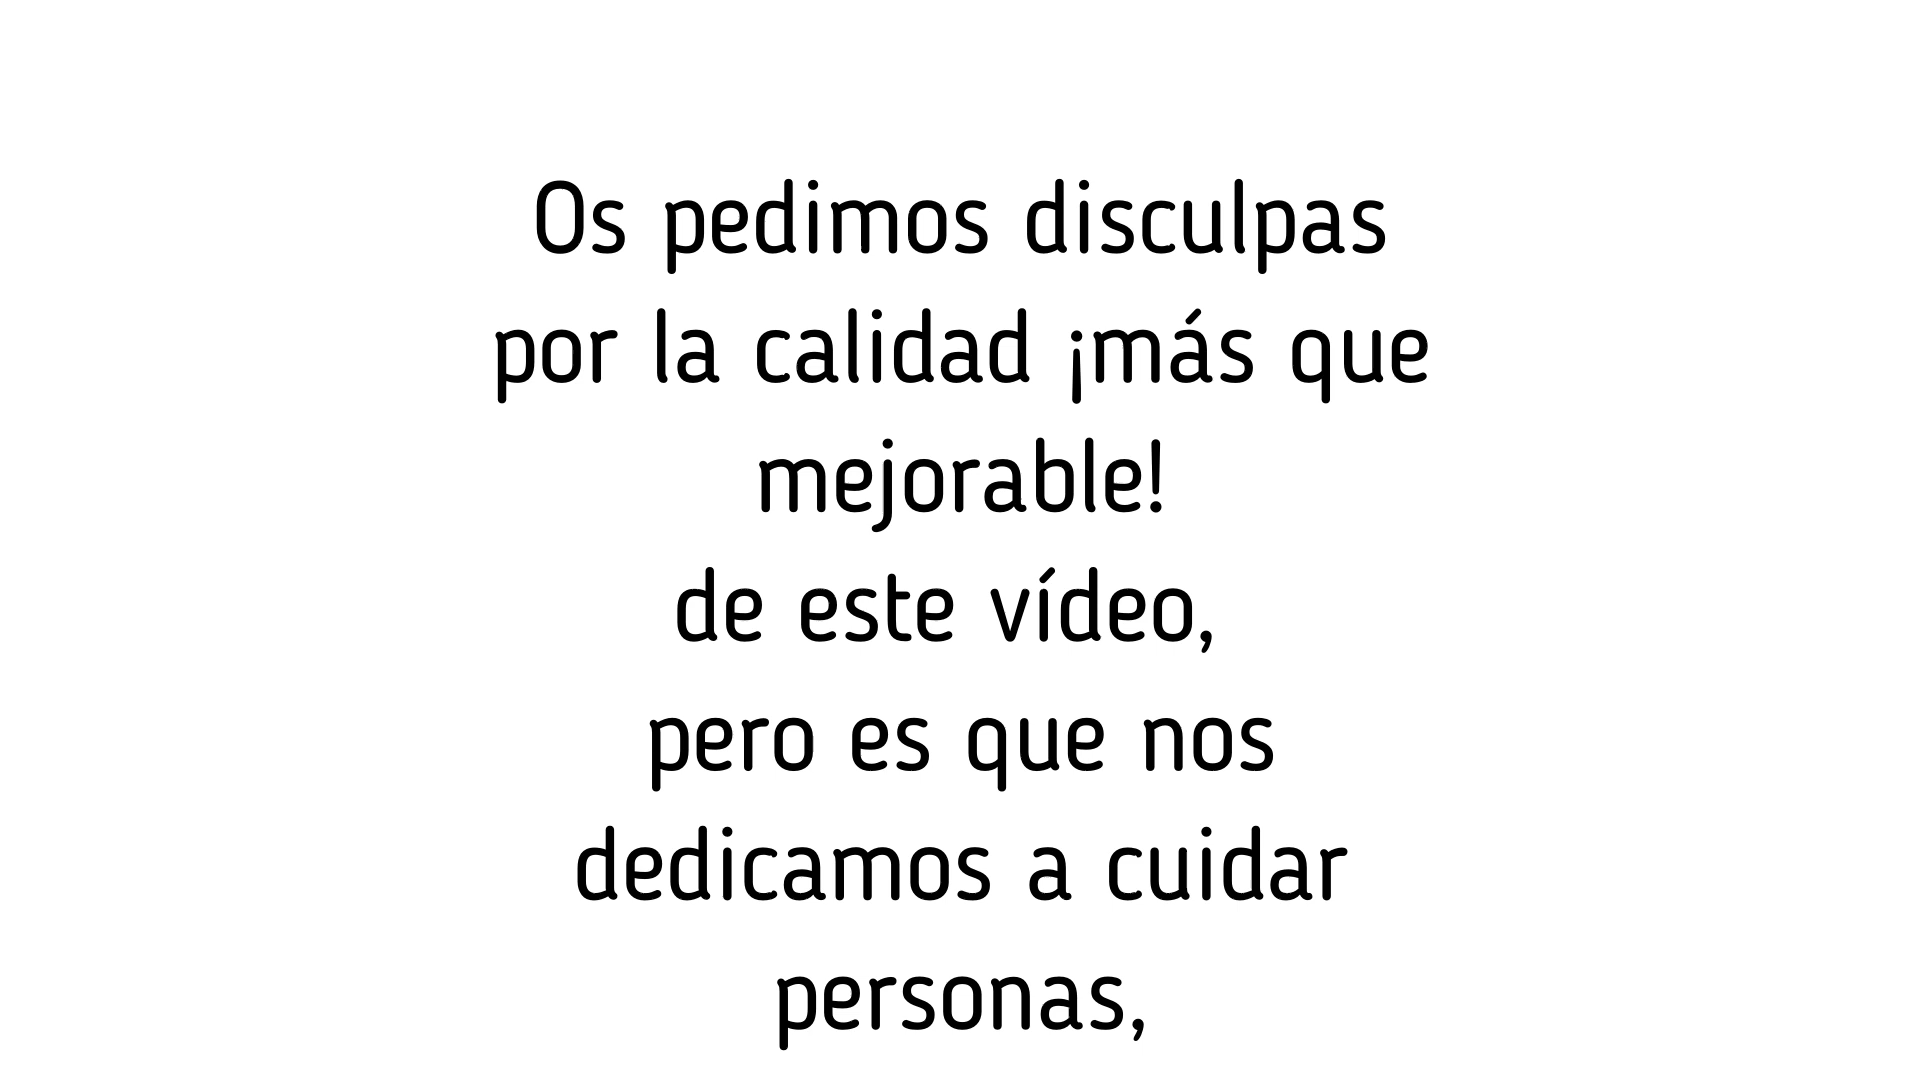 Os pedimos disculpas
por la calidad ¡más que
mejorable!
de este vídeo,
pero es que nos
dedicamos a cuidar
personas,